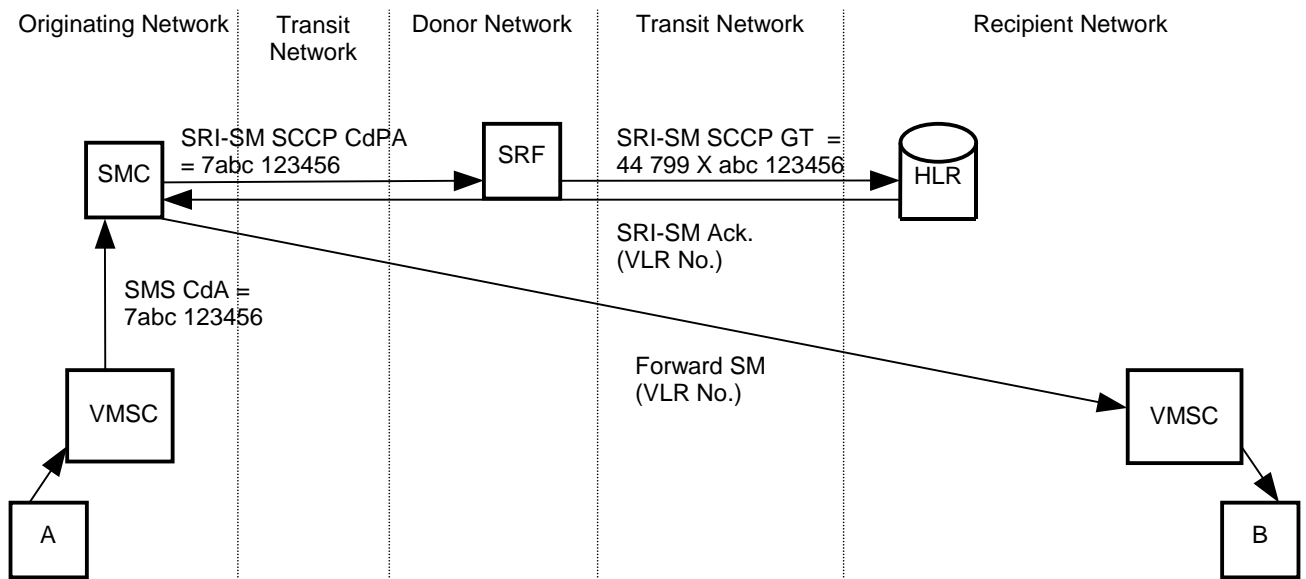 Originating Network
Transit
Network
Donor Network
Transit Network
Recipient Network
SRI-SM SCCP CdPA
= 7abc 123456
SRI-SM SCCP GT =
44 799 X abc 123456
SMC
SRF
HLR
SRI-SM Ack.
(VLR No.)
SMS CdA =
7abc 123456
Forward SM
(VLR No.)
VMSC
VMSC
A
B